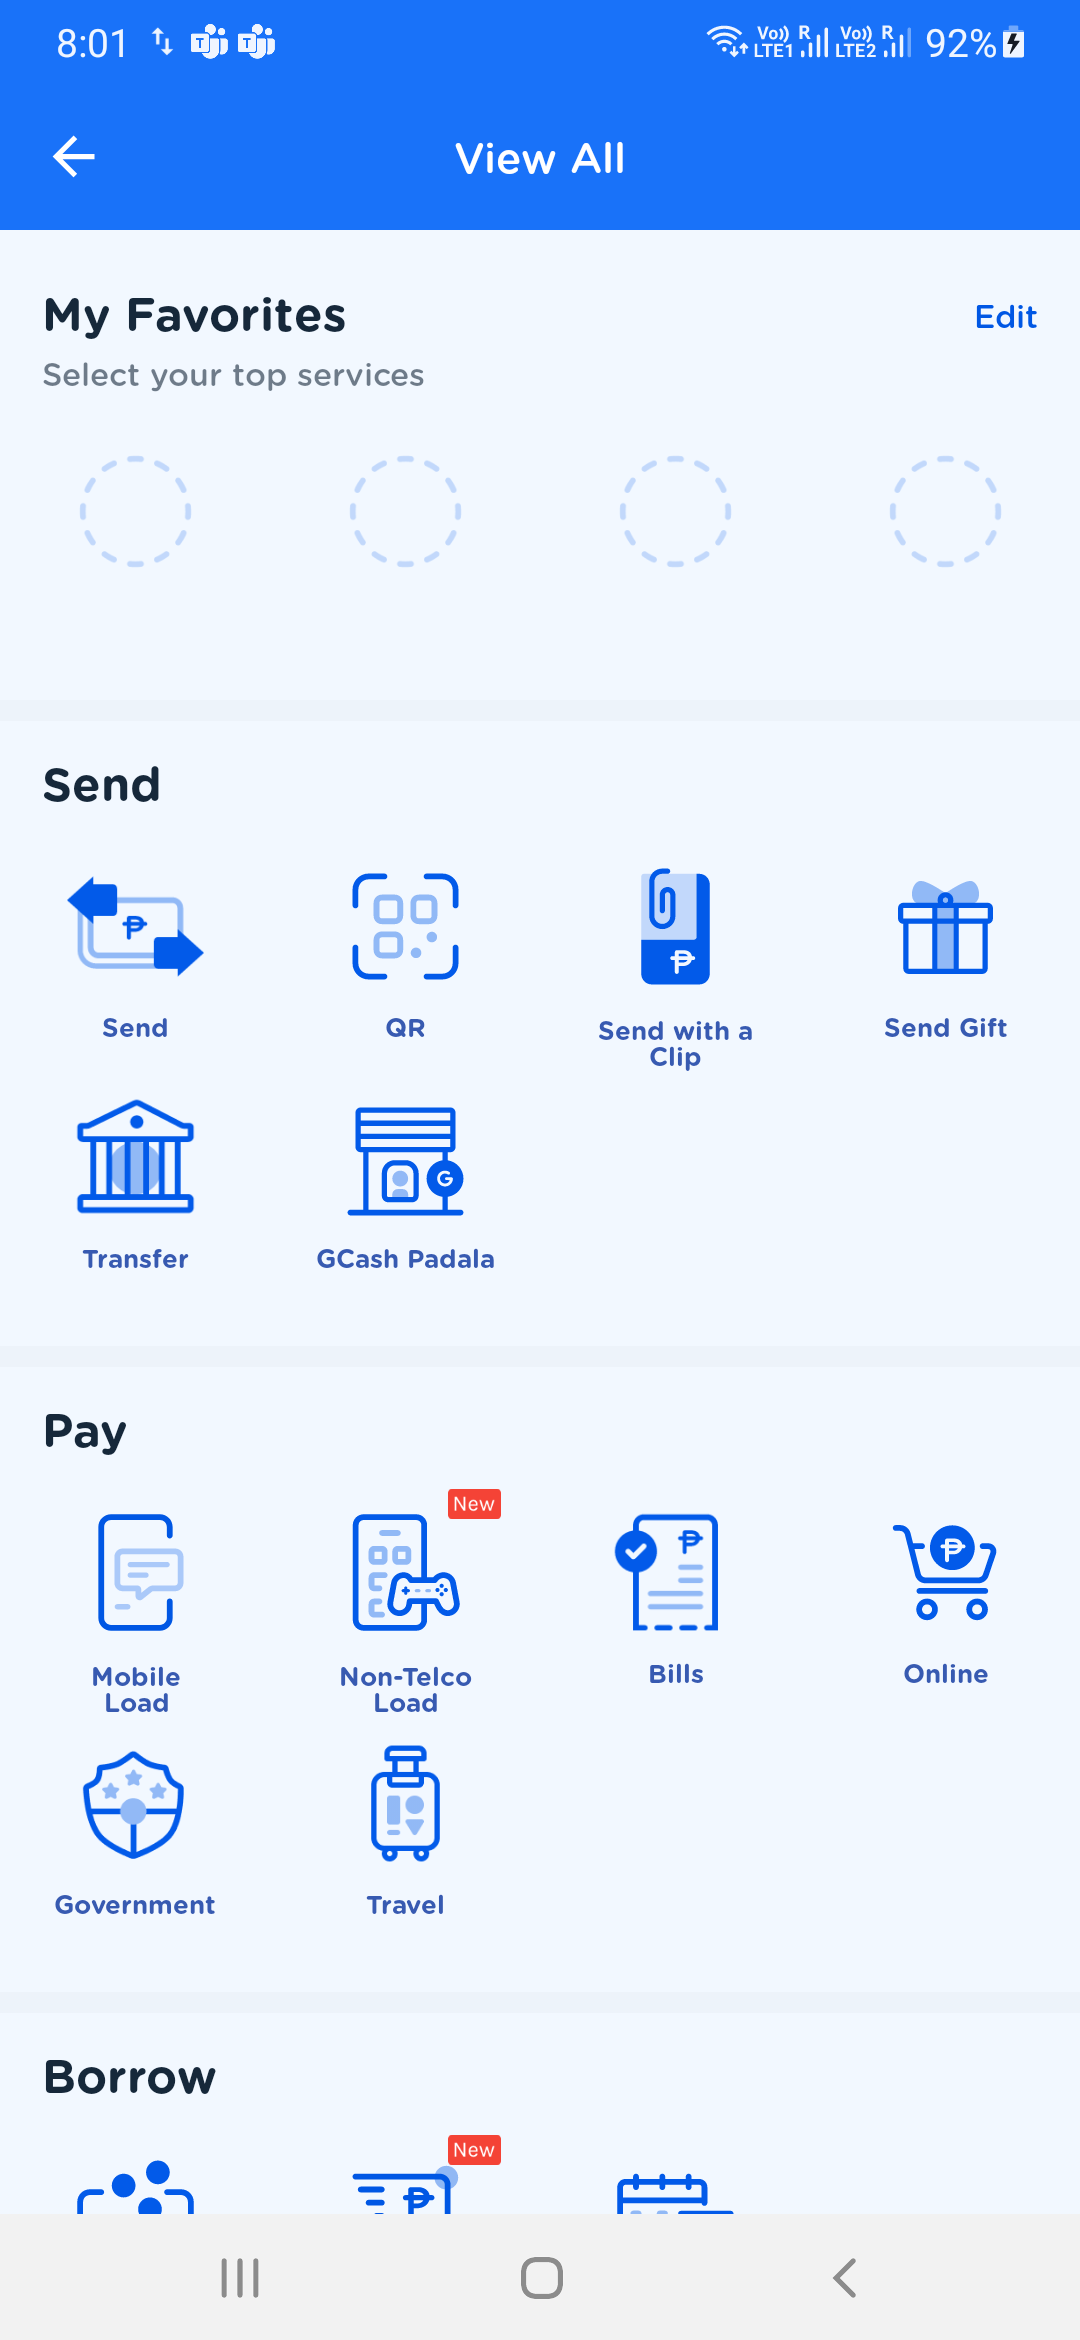 8:01
Vo)) R Vo)) R
LTE1 LTE2 92%
View All
My Favorites
Edit
Select your top services
Send
Send
QR
Send with a
Clip
Send Gift
G
Transfer
GCash Padala
Pay
New
Mobile
Load
Non-Telco
Load
Bills
Online
Government
Travel
Borrow
New